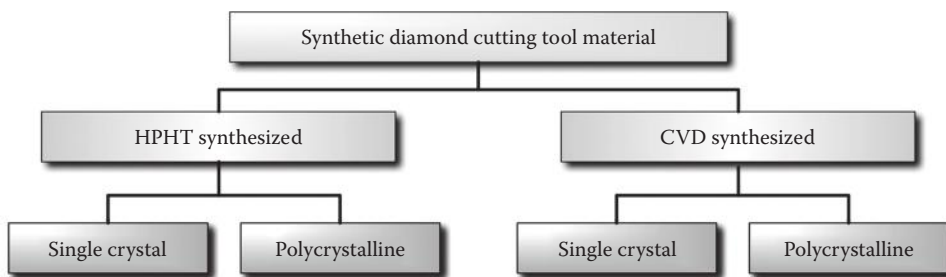 Synthetic diamond cutting tool material
HPHT synthesized
CVD synthesized
Single crystal
Polycrystalline
Single crystal
Polycrystalline